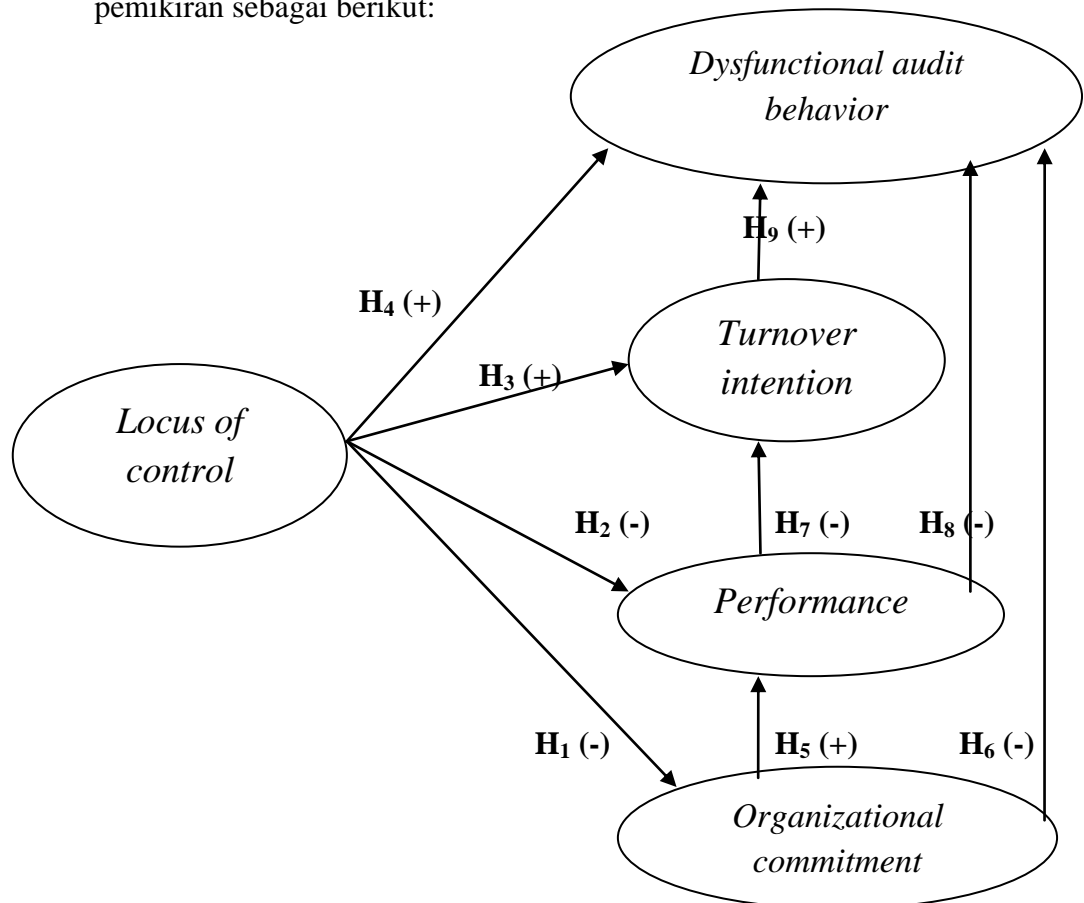 pemikiran sebagai berikut:
Dysfunctional audit
behavior
H₉ (+)
H₄ (+)
Turnover
intention
H₃ (+)
Locus of
control
H₂ (-)
H₇ (-)
H₈ (-)
Performance
H₁ (-)
H₅ (+)
H₆ (-)
Organizational
commitment